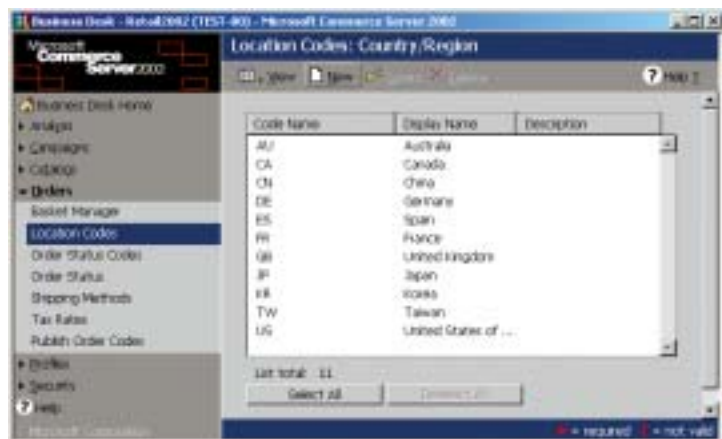 Business Desk - Retail2002 (TEST-80) - Microsoft Commerce Server 2002
Microsoft
Commerce
Server2002
Location Codes: Country/Region
View New Help ?
Business Desk Home
Analysis
Campaigns
Catalogs
Orders
Basket Manager
Location Codes
Order Status Codes
Order Status
Shipping Methods
Tax Rates
Publish Order Codes
Profiles
Security
Help
Microsoft Corporation
Code Name Display Name Description
AU Australia
CA Canada
CN China
DE Germany
ES Spain
FR France
GB United Kingdom
JP Japan
KR Korea
TW Taiwan
US United States of ...
List total: 11
Select All Deselect All
= required = not valid